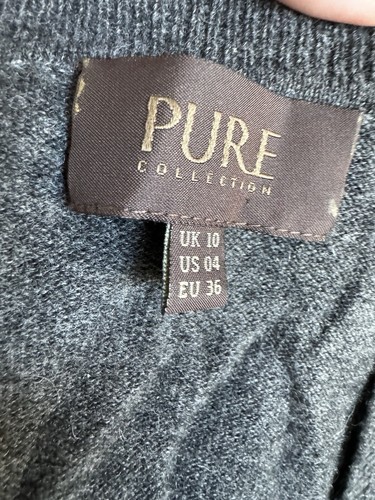 PURE
COLLECTION
UK 10
US 04
EU 36